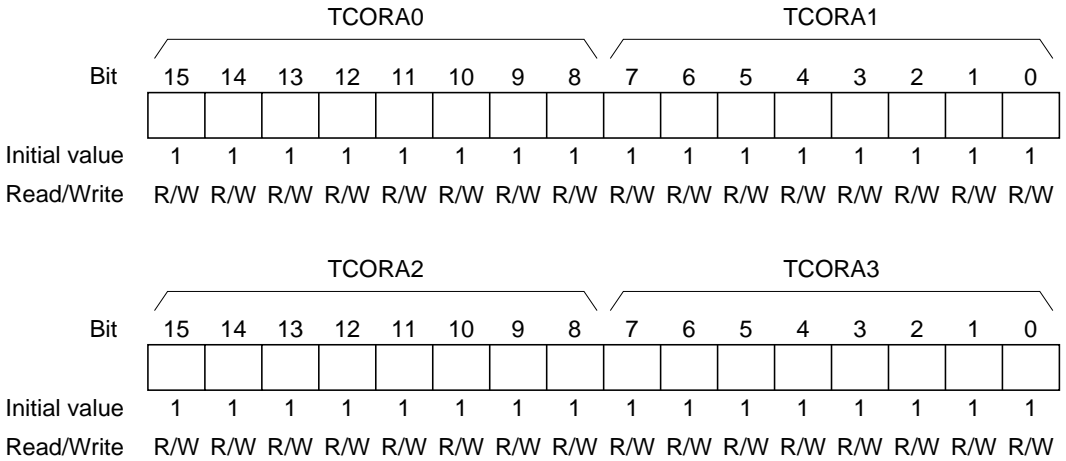 TCORA0 TCORA1
Bit 15 14 13 12 11 10 9 8 7 6 5 4 3 2 1 0
Initial value 1 1 1 1 1 1 1 1 1 1 1 1 1 1 1 1
Read/Write R/W R/W R/W R/W R/W R/W R/W R/W R/W R/W R/W R/W R/W R/W R/W R/W
TCORA2 TCORA3
Bit 15 14 13 12 11 10 9 8 7 6 5 4 3 2 1 0
Initial value 1 1 1 1 1 1 1 1 1 1 1 1 1 1 1 1
Read/Write R/W R/W R/W R/W R/W R/W R/W R/W R/W R/W R/W R/W R/W R/W R/W R/W